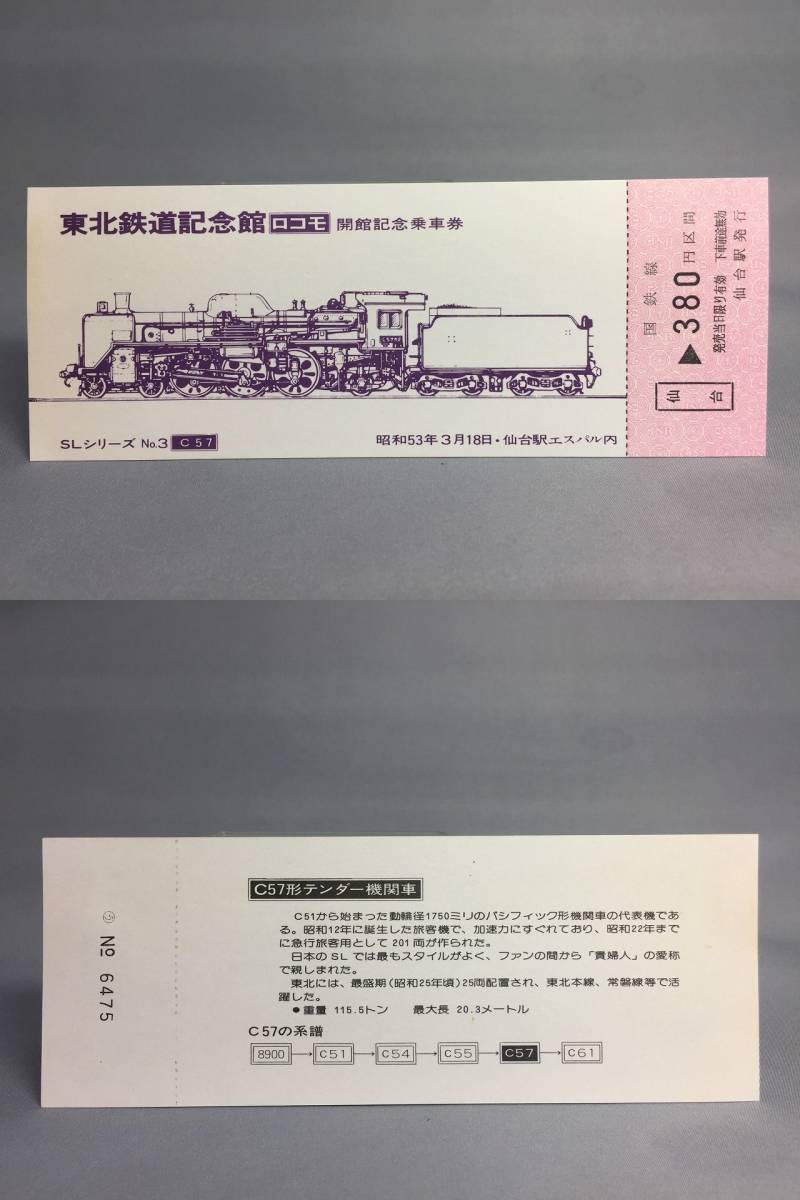 東北鉄道記念館 ロコモ 開館記念乗車券
SLシリーズ No.3 C57
昭和53年3月18日・仙台駅エスパル内
国鉄線
仙台 ▶ 380円区間
発売当日限り有効 下車前途無効
仙台駅発行
C57形テンダー機関車
C51から始まった動輪径1750ミリのパシフィック形機関車の代表機であ
る。昭和12年に誕生した旅客機で、加速力にすぐれており、昭和22年まで
に急行旅客用として201両が作られた。
日本のSLでは最もスタイルがよく、ファンの間から「貴婦人」の愛称
で親しまれた。
東北には、最盛期(昭和25年頃)25両配置され、東北本線、常磐線等で活
躍した。
●重量 115.5トン 最大長 20.3メートル
C57の系譜
8900→C51→C54→C55→C57→C61
② No 6475